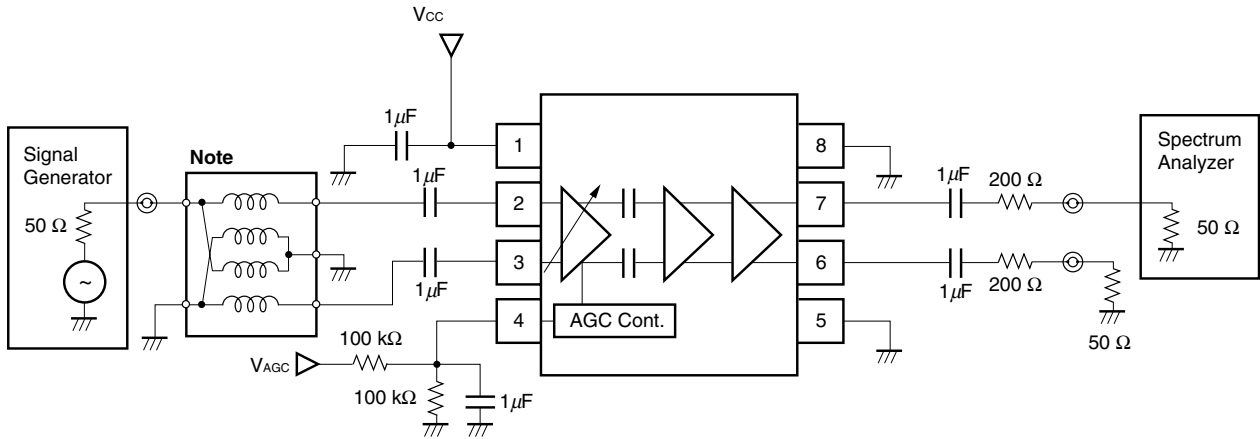 VCC
1μF
1
8
Signal
Generator
50 Ω
~
Note
1μF
2
7
1μF
200 Ω
Spectrum
Analyzer
50 Ω
3
1μF
6
1μF
200 Ω
50 Ω
4
AGC Cont.
5
VAGC
100 kΩ
100 kΩ
1μF